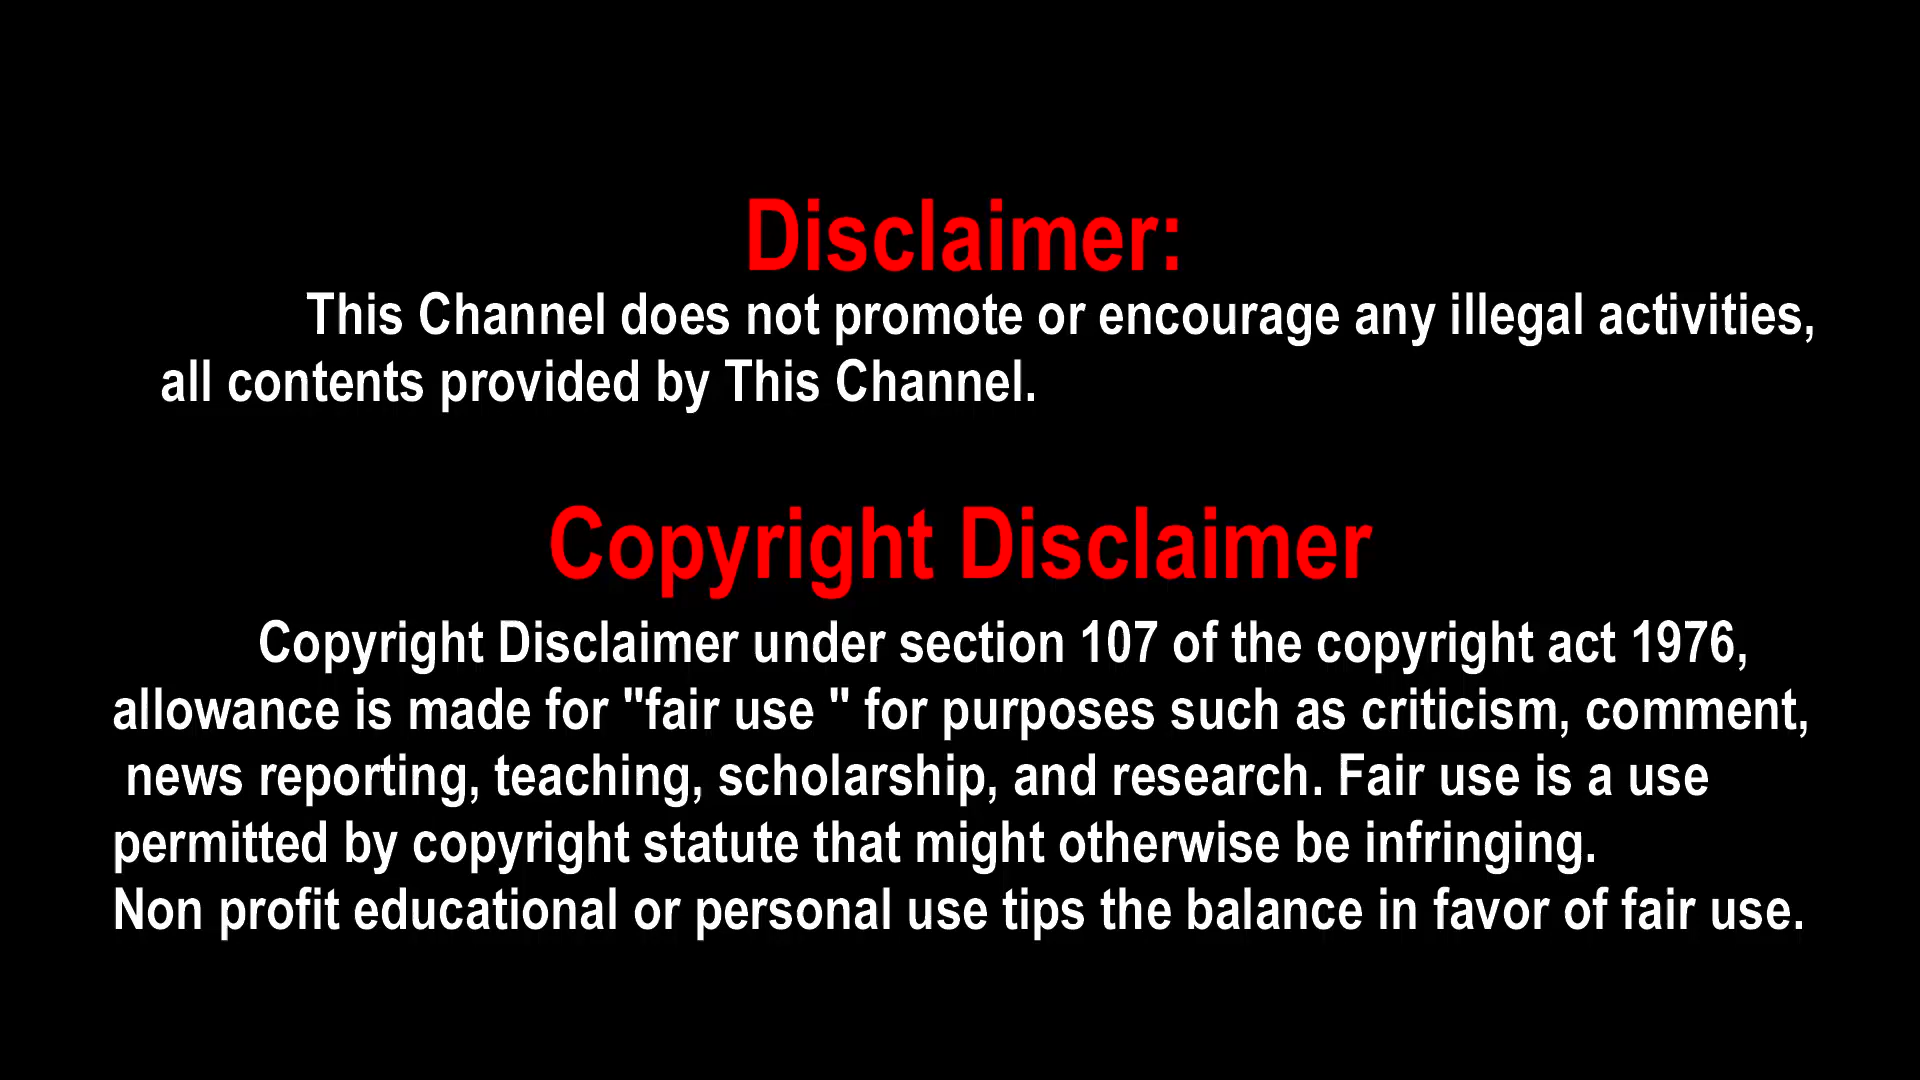 Disclaimer:
This Channel does not promote or encourage any illegal activities,
all contents provided by This Channel.
Copyright Disclaimer
Copyright Disclaimer under section 107 of the copyright act 1976,
allowance is made for "fair use " for purposes such as criticism, comment,
news reporting, teaching, scholarship, and research. Fair use is a use
permitted by copyright statute that might otherwise be infringing.
Non profit educational or personal use tips the balance in favor of fair use.